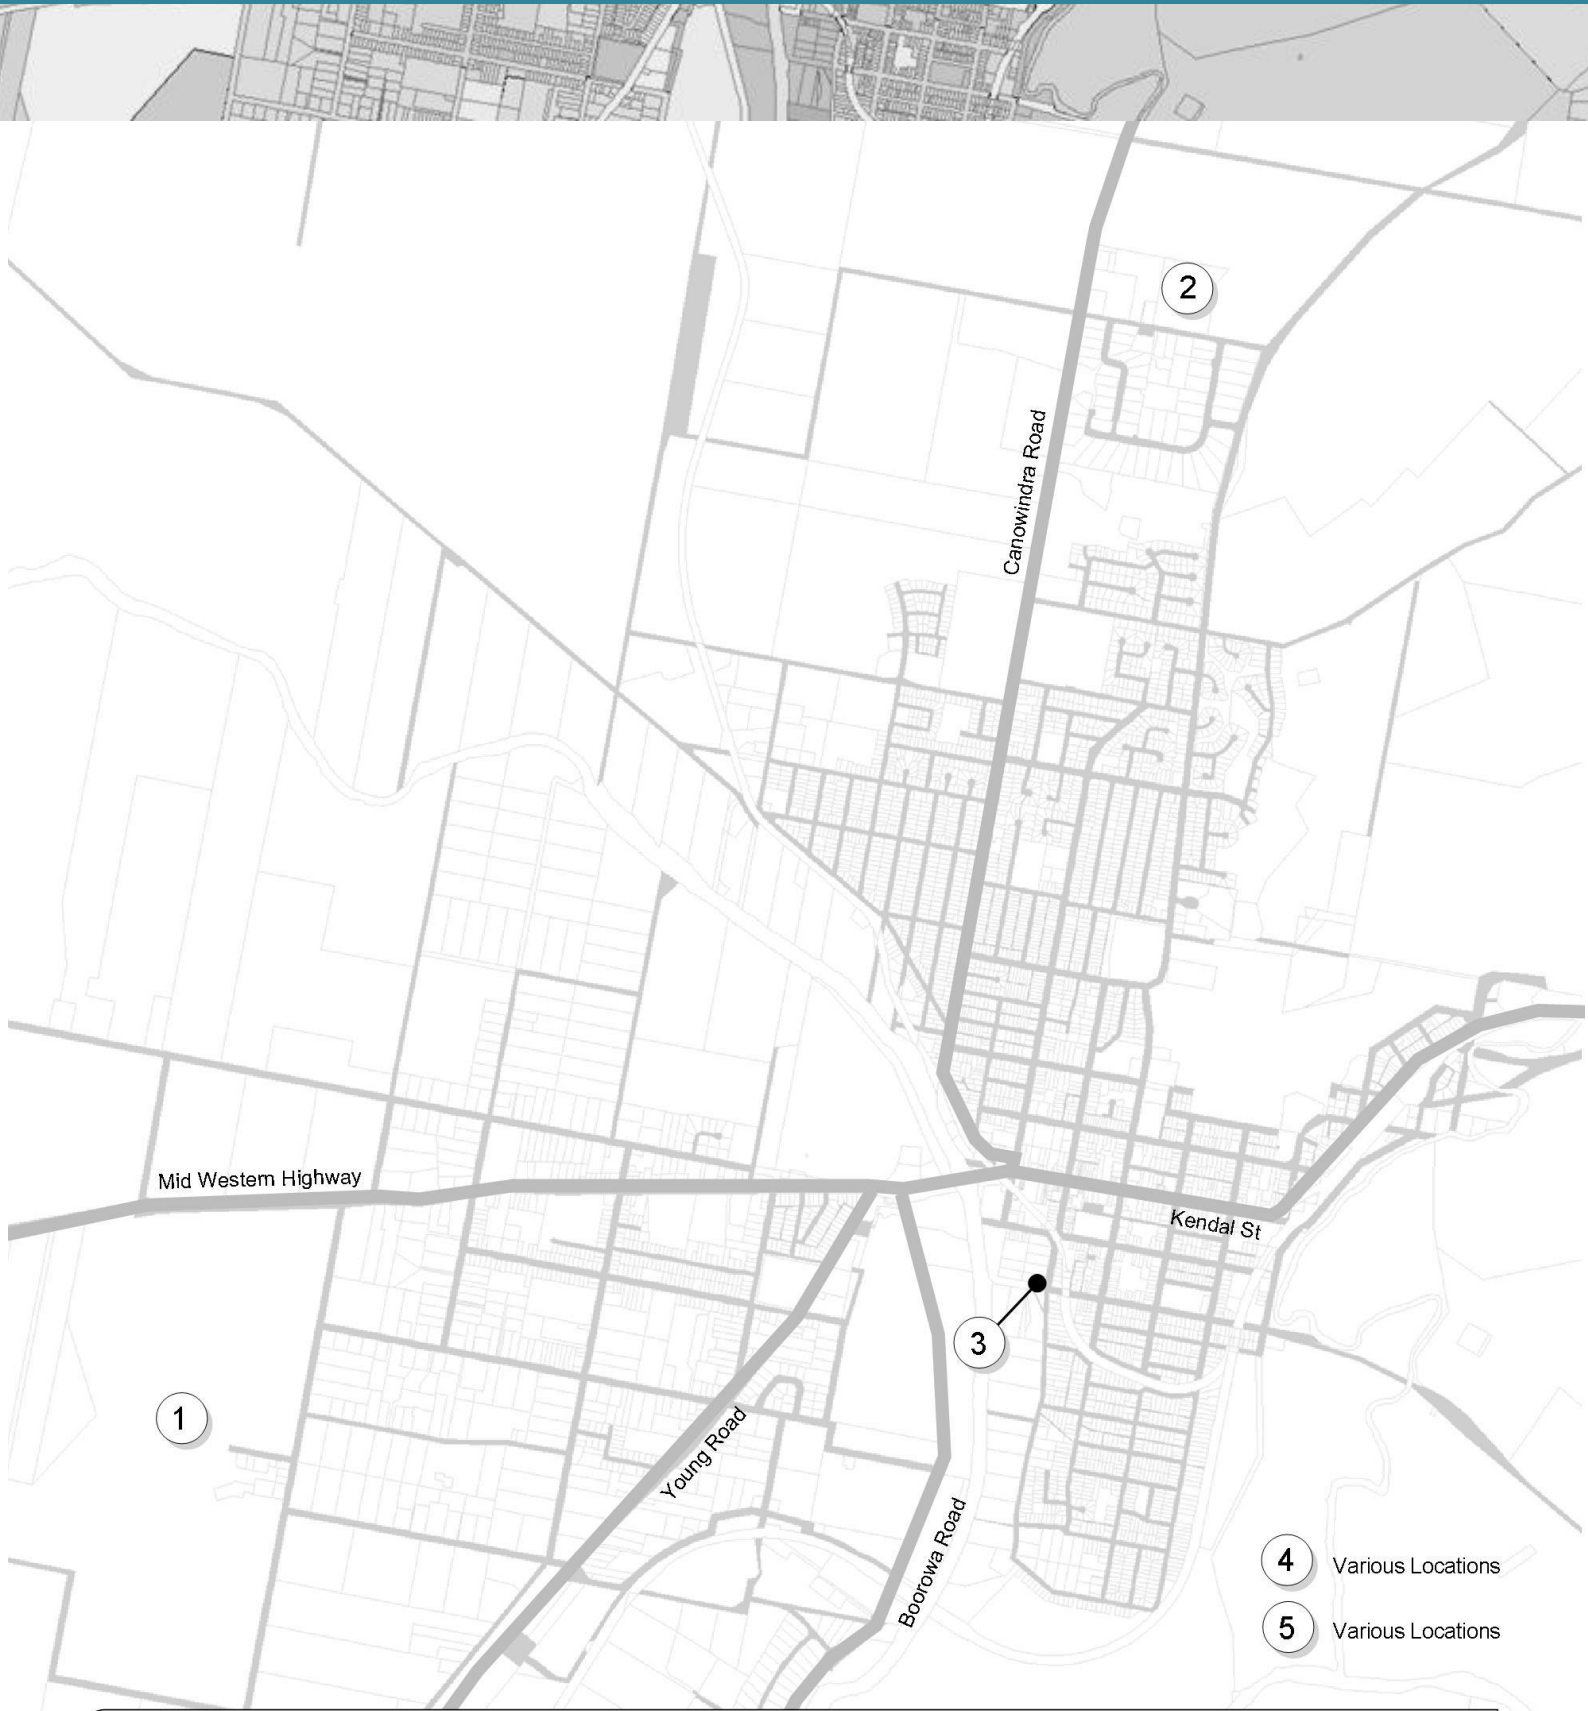 2
Canowindra Road
Mid Western Highway
Kendal St
3
1
Young Road
Boorowa Road
4 Various Locations
5 Various Locations